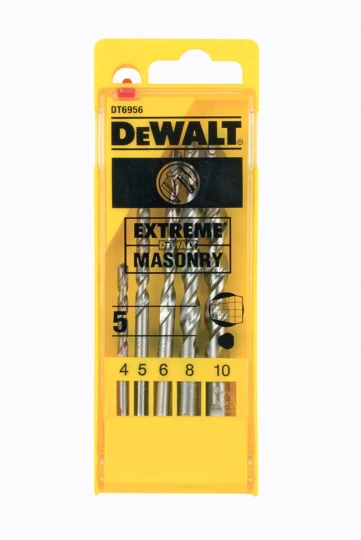 DT6956
DEWALT®
EXTREME
DEWALT
MASONRY
5
4 5 6 8 10